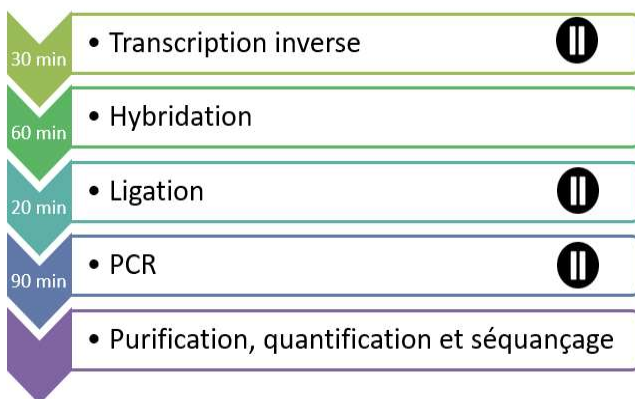 30 min
• Transcription inverse
60 min
• Hybridation
20 min
• Ligation
90 min
• PCR
• Purification, quantification et séquançage